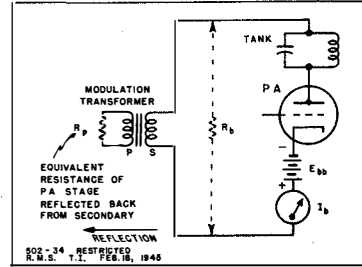 TANK
PA
MODULATION
TRANSFORMER
Rp
Rb
P S
EQUIVALENT
RESISTANCE OF
PA STAGE
REFLECTED BACK
FROM SECONDARY
−
Ebb
+
Ib
REFLECTION
502-34 RESTRICTED
R.M.S. T.I. FEB.16, 1945